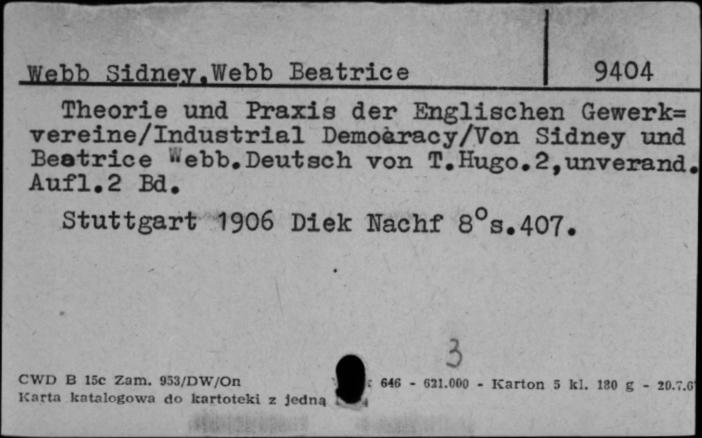 Webb Sidney,Webb Beatrice 9404
Theorie und Praxis der Englischen Gewerk=
vereine/Industrial Democracy/Von Sidney und
Beatrice Webb.Deutsch von T.Hugo.2,unverand.
Aufl.2 Bd.
Stuttgart 1906 Diek Nachf 8°s.407.
3
CWD B 15c Zam. 953/DW/On 646 - 621.000 - Karton 5 kl. 180 g - 20.7.6
Karta katalogowa do kartoteki z jedną